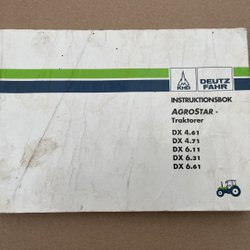 KHD
DEUTZ
FAHR
INSTRUKTIONSBOK
AGROSTAR -
Traktorer
DX 4.61
DX 4.71
DX 6.11
DX 6.31
DX 6.61